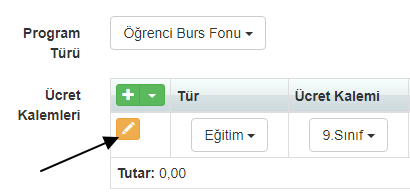 Program Türü
Öğrenci Burs Fonu
Ücret Kalemleri
Tür
Ücret Kalemi
Eğitim
9.Sınıf
Tutar: 0,00